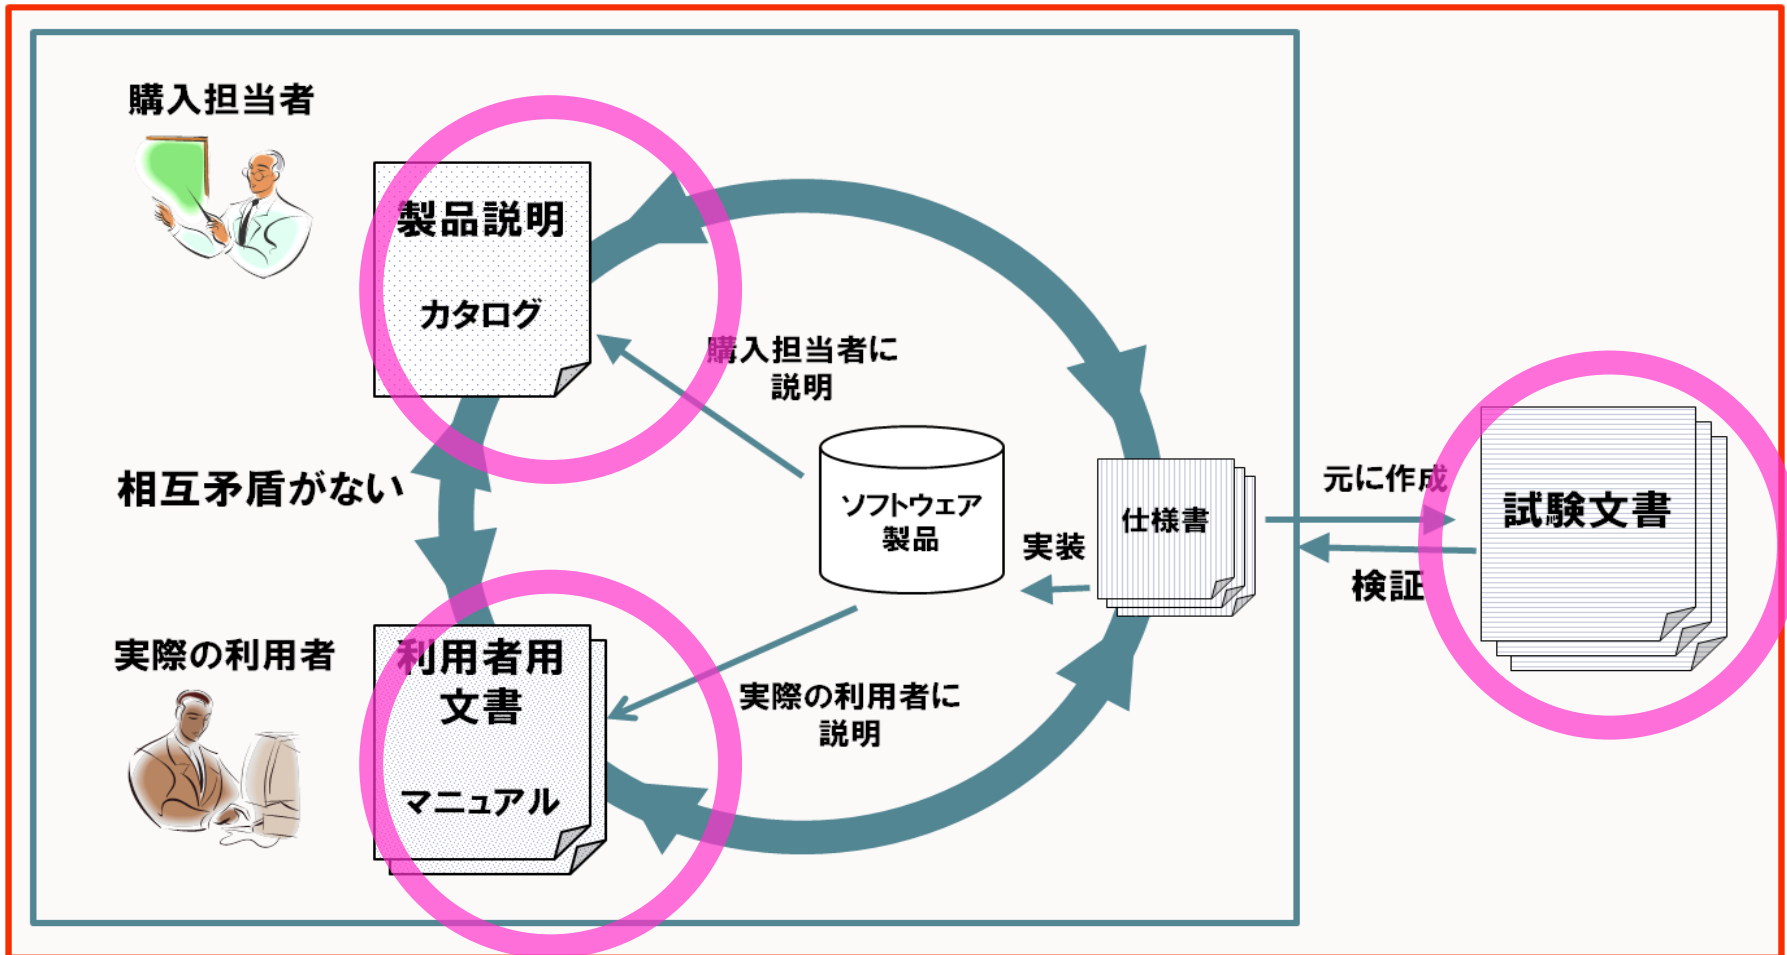 購入担当者
製品説明
カタログ
購入担当者に
説明
相互矛盾がない
ソフトウェア
製品
実装
仕様書
元に作成
検証
試験文書
実際の利用者
利用者用
文書
マニュアル
実際の利用者に
説明